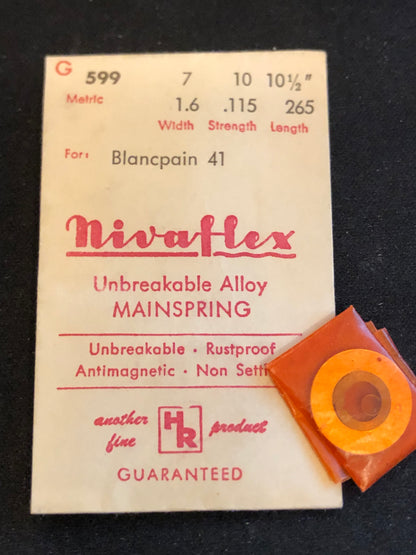 G 599 7 10 10½"
Metric 1.6 .115 265
Width Strength Length
For: Blancpain 41
Nivaflex
Unbreakable Alloy
MAINSPRING
Unbreakable · Rustproof
Antimagnetic · Non Setti
another fine HR product
GUARANTEED